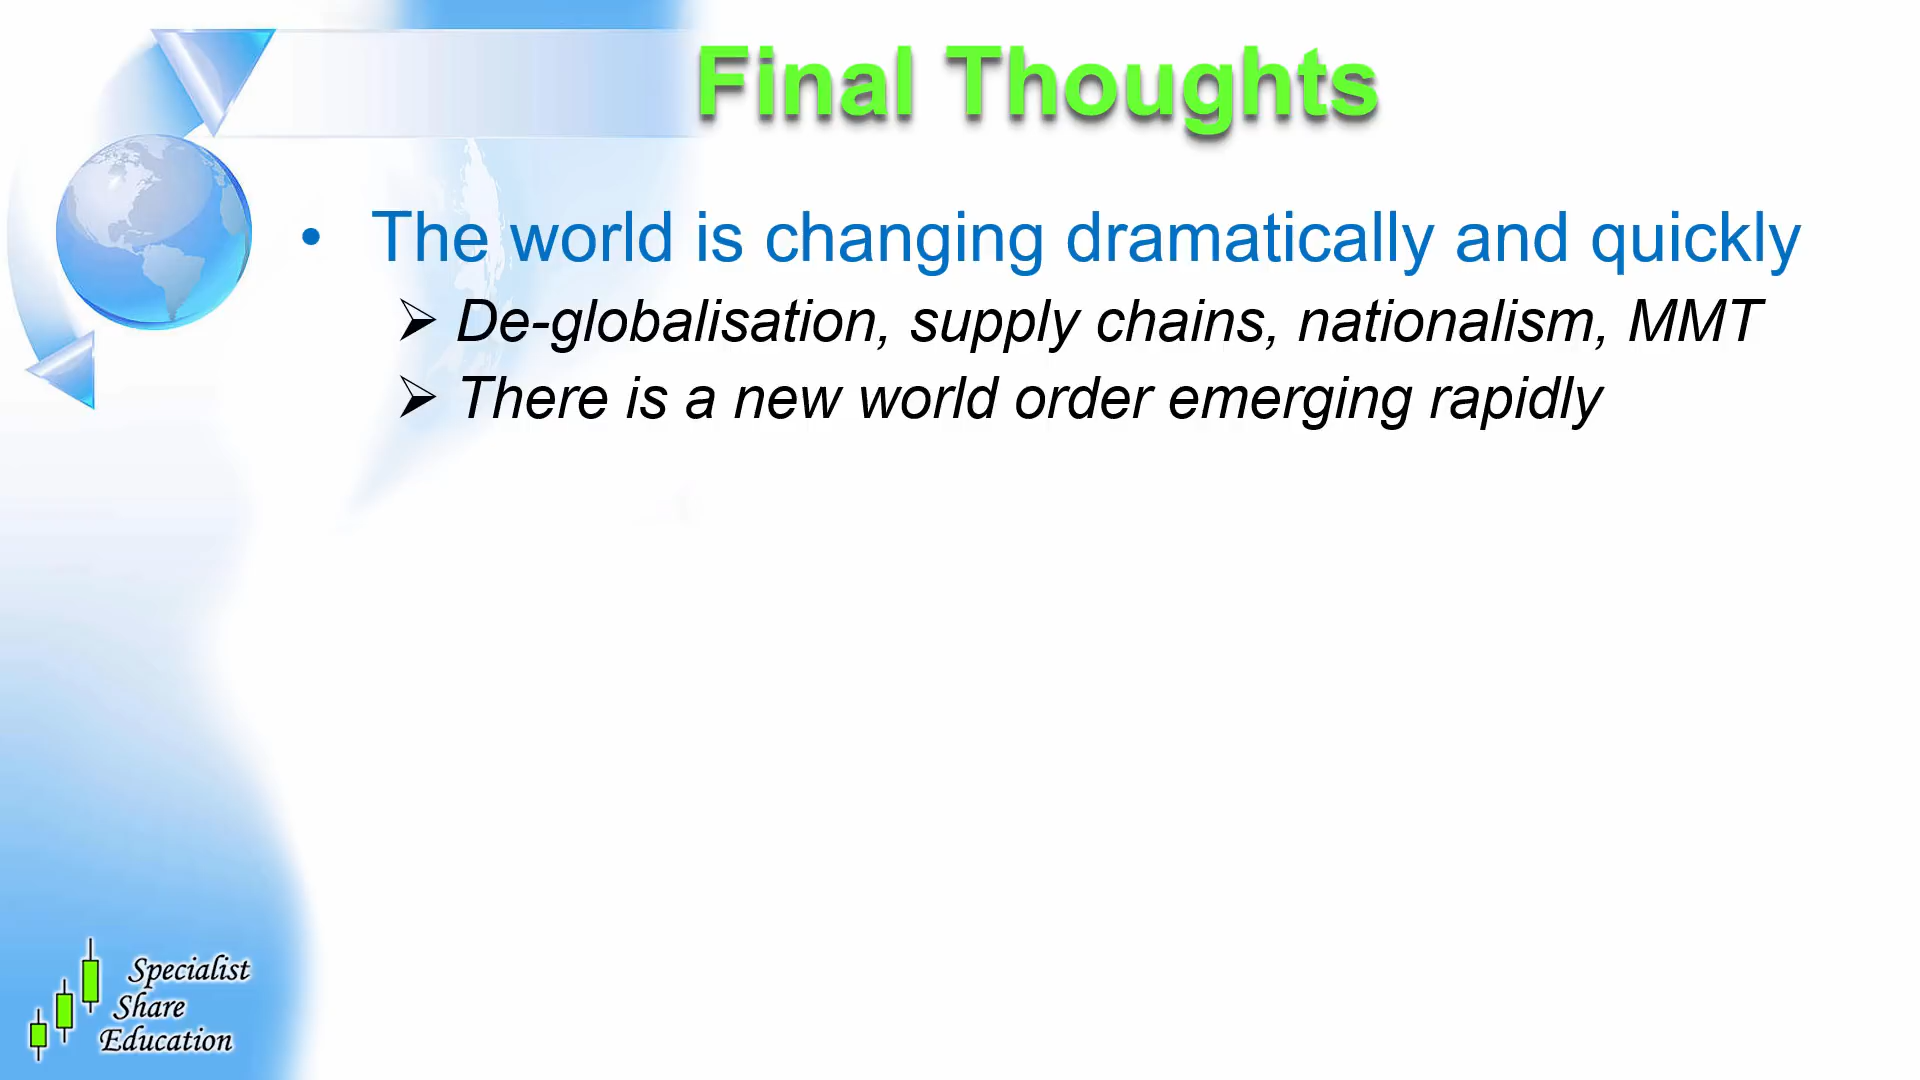 Final Thoughts
• The world is changing dramatically and quickly
➢ De-globalisation, supply chains, nationalism, MMT
➢ There is a new world order emerging rapidly
Specialist
Share
Education